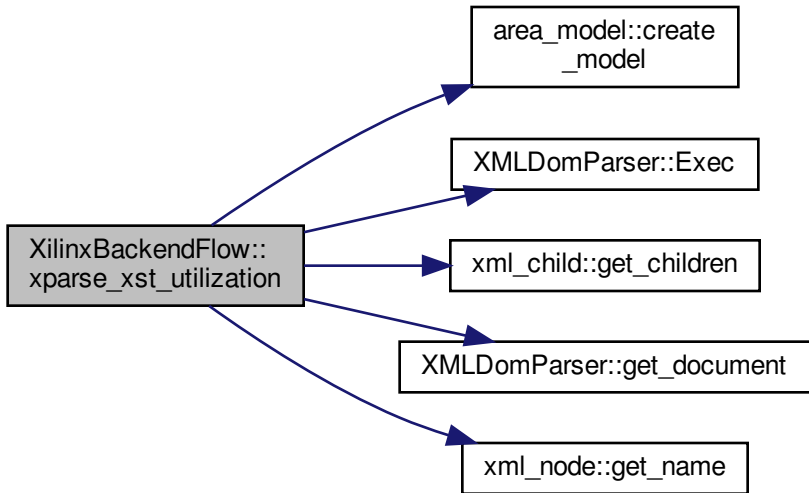 area_model::create
_model
XMLDomParser::Exec
XilinxBackendFlow::
xparse_xst_utilization
xml_child::get_children
XMLDomParser::get_document
xml_node::get_name